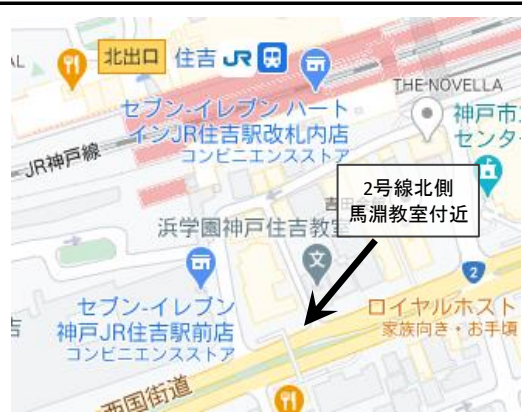 AL
北出口
住吉 JR
セブン-イレブン ハート
インJR住吉駅改札内店
コンビニエンスストア
THE NOVELLA
神戸市
センタ
JR神戸線
2号線北側
馬淵教室付近
浜学園神戸住吉教室
文
2
セブン-イレブン
神戸JR住吉駅前店
コンビニエンスストア
ロイヤルホスト
家族向き・お手頃
吉
西国街道